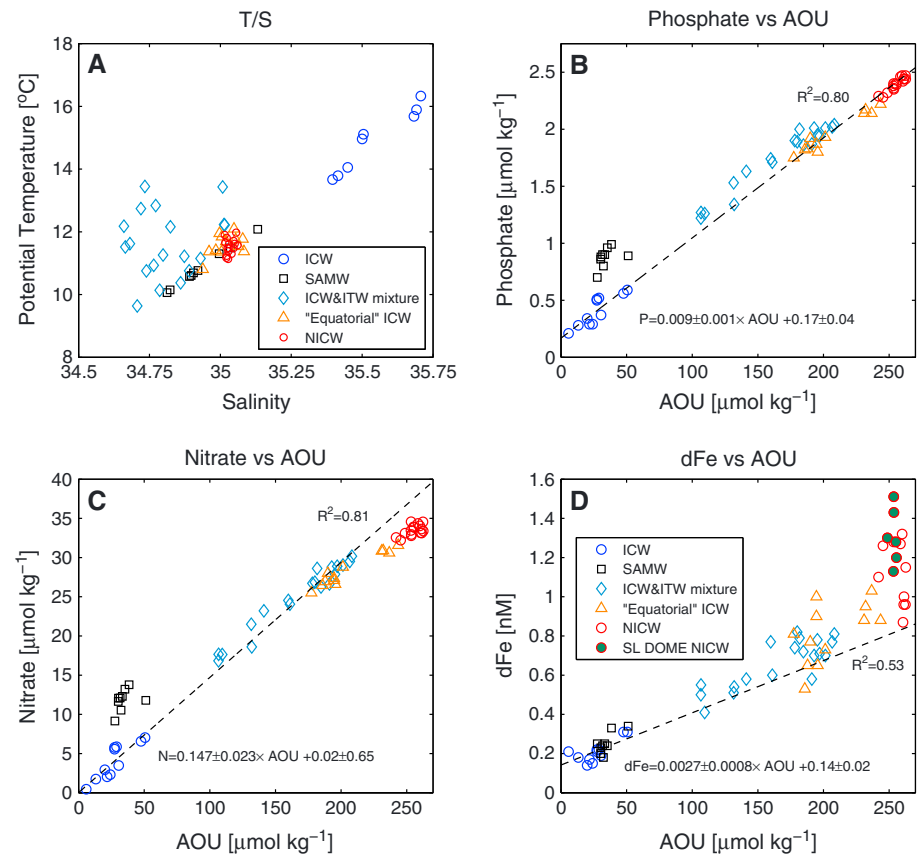 T/S
A
Potential Temperature [°C]
18
16
14
12
10
8
34.5
34.75
35
35.25
35.5
35.75
Salinity
ICW
SAMW
ICW&ITW mixture
"Equatorial" ICW
NICW
Phosphate vs AOU
B
Phosphate [μmol kg⁻¹]
2.5
2
1.5
1
0.5
0
R²=0.80
P=0.009±0.001× AOU +0.17±0.04
0
50
100
150
200
250
AOU [μmol kg⁻¹]
Nitrate vs AOU
C
Nitrate [μmol kg⁻¹]
40
35
30
25
20
15
10
5
0
R²=0.81
N=0.147±0.023× AOU +0.02±0.65
0
50
100
150
200
250
AOU [μmol kg⁻¹]
dFe vs AOU
D
dFe [nM]
1.6
1.4
1.2
1
0.8
0.6
0.4
0.2
0
ICW
SAMW
ICW&ITW mixture
"Equatorial" ICW
NICW
SL DOME NICW
R²=0.53
dFe=0.0027±0.0008× AOU +0.14±0.02
0
50
100
150
200
250
AOU [μmol kg⁻¹]